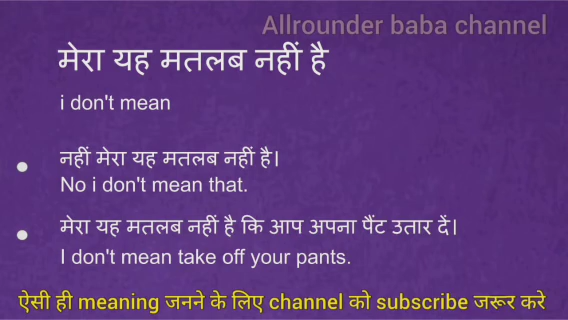 Allrounder baba channel
मेरा यह मतलब नहीं है
i don't mean
नहीं मेरा यह मतलब नहीं है।
No i don't mean that.
मेरा यह मतलब नहीं है कि आप अपना पैंट उतार दें।
I don't mean take off your pants.
ऐसी ही meaning जनने के लिए channel को subscribe जरूर करे